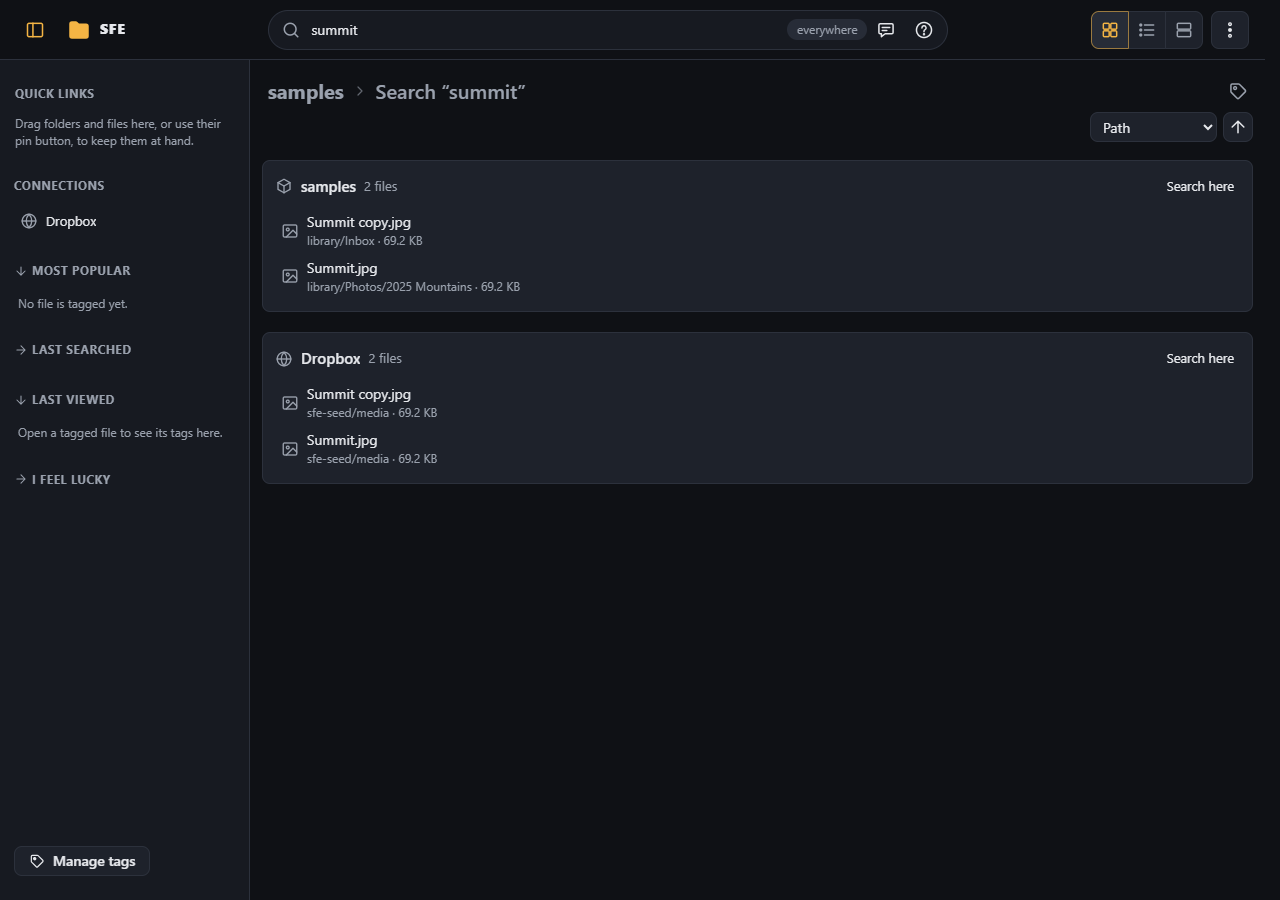 SFE
summit
everywhere
QUICK LINKS
Drag folders and files here, or use their
pin button, to keep them at hand.
CONNECTIONS
Dropbox
MOST POPULAR
No file is tagged yet.
LAST SEARCHED
LAST VIEWED
Open a tagged file to see its tags here.
I FEEL LUCKY
Manage tags
samples > Search “summit”
Path
samples 2 files Search here
Summit copy.jpg
library/Inbox · 69.2 KB
Summit.jpg
library/Photos/2025 Mountains · 69.2 KB
Dropbox 2 files Search here
Summit copy.jpg
sfe-seed/media · 69.2 KB
Summit.jpg
sfe-seed/media · 69.2 KB